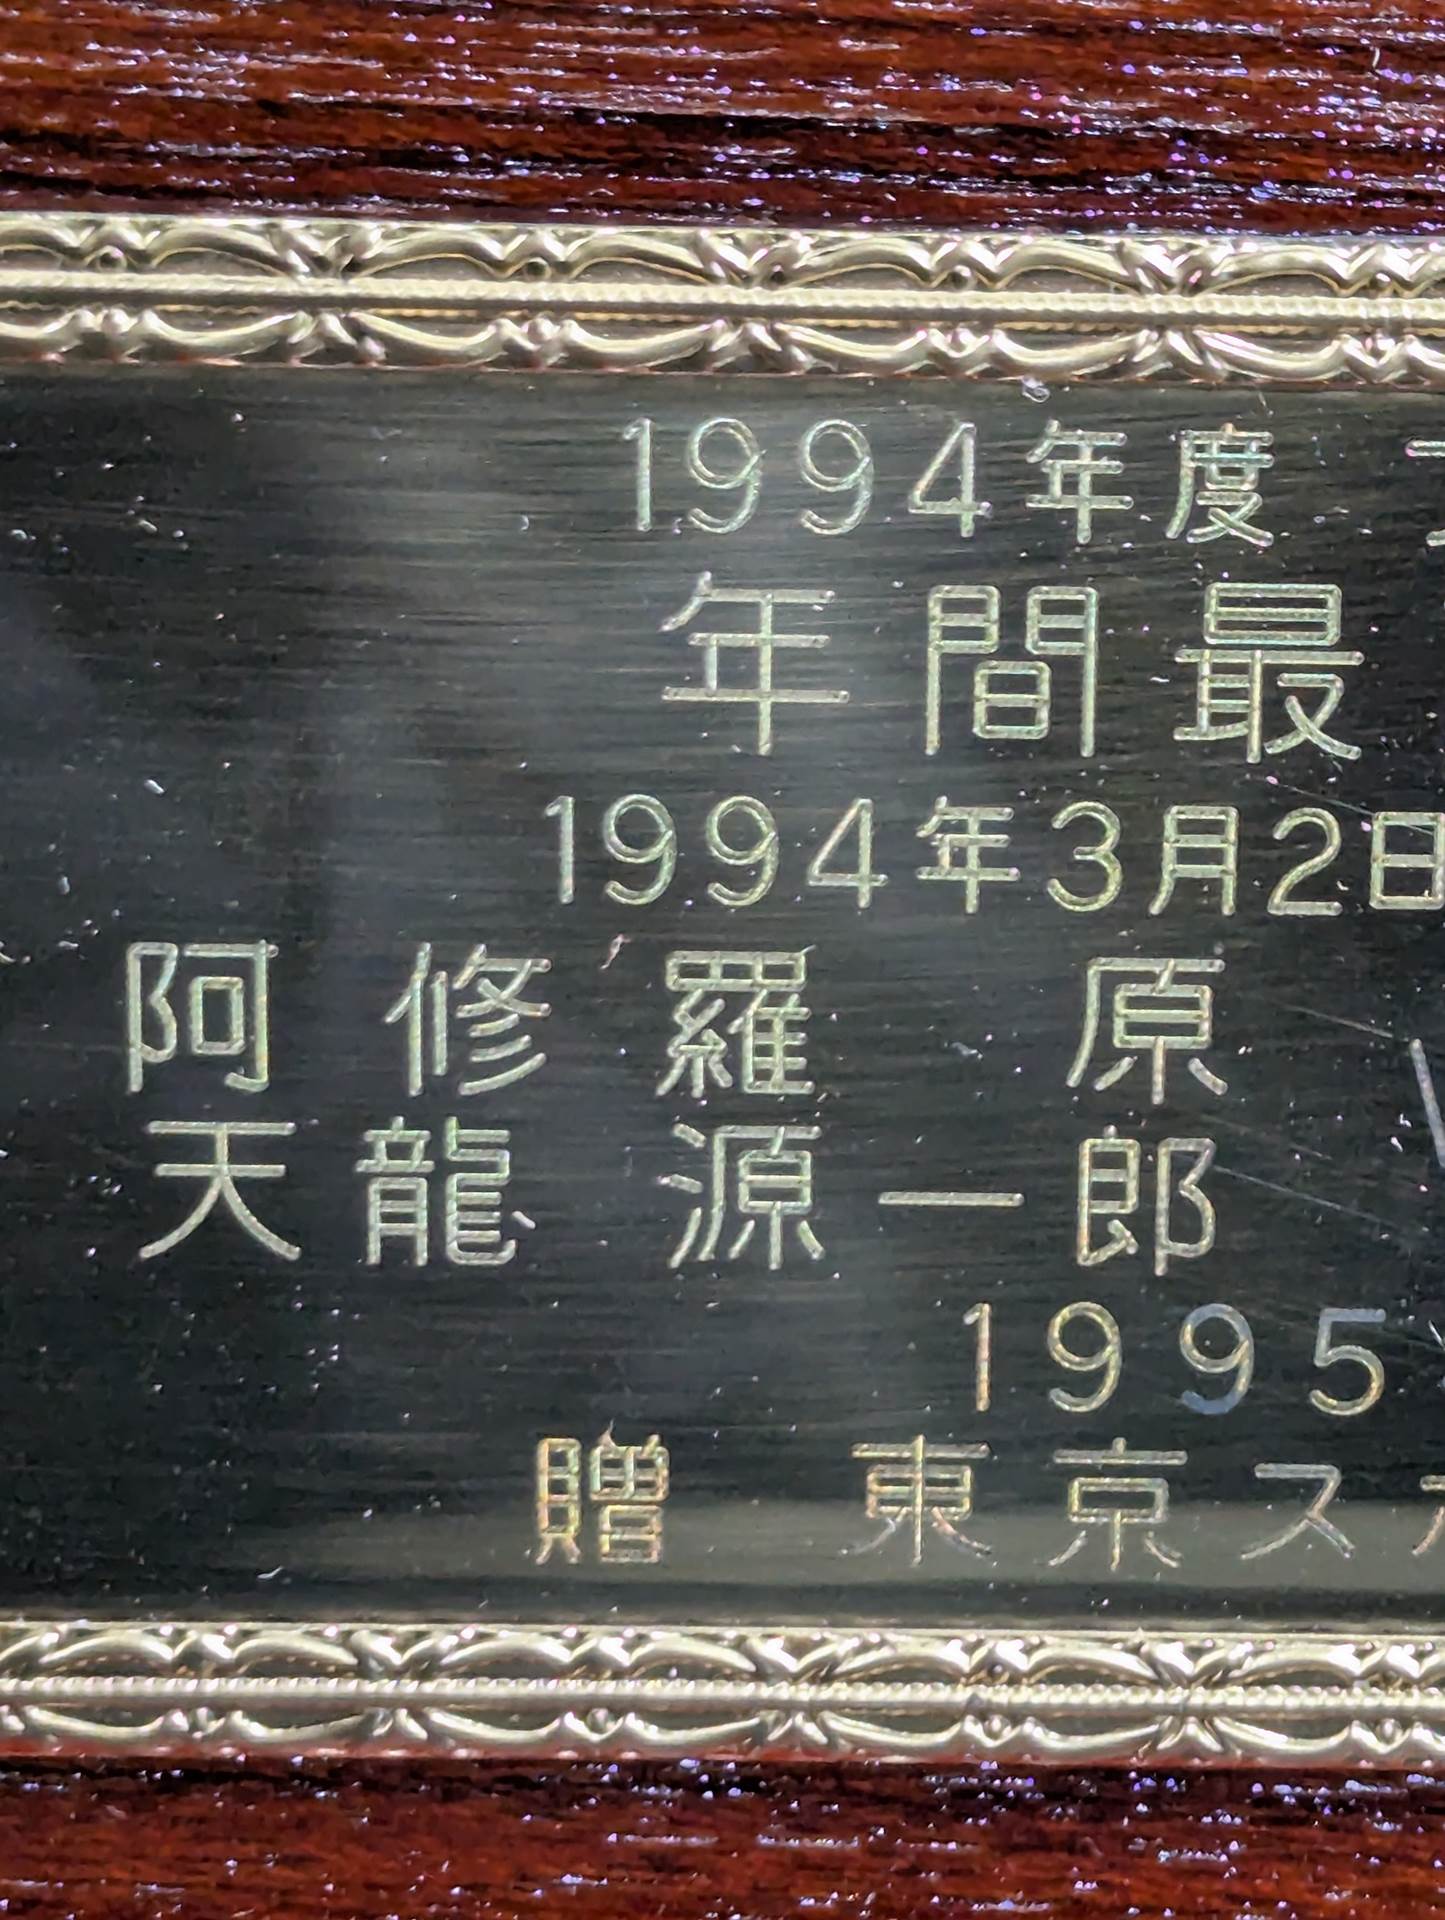 1994年度
年間最
1994年3月2日
阿修羅 原
天龍 源一郎
1995
贈 東京ス